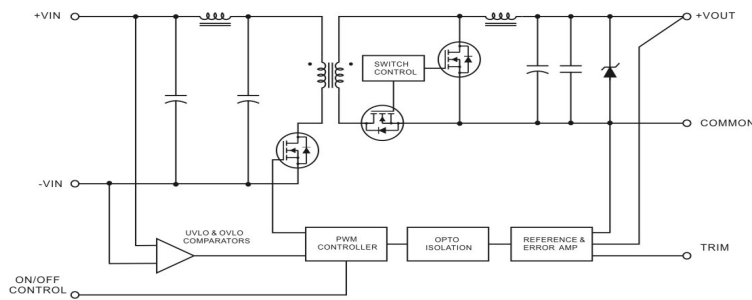 +VIN
+VOUT
SWITCH
CONTROL
COMMON
-VIN
UVLO & OVLO
COMPARATORS
PWM
CONTROLLER
OPTO
ISOLATION
REFERENCE &
ERROR AMP
TRIM
ON/OFF
CONTROL